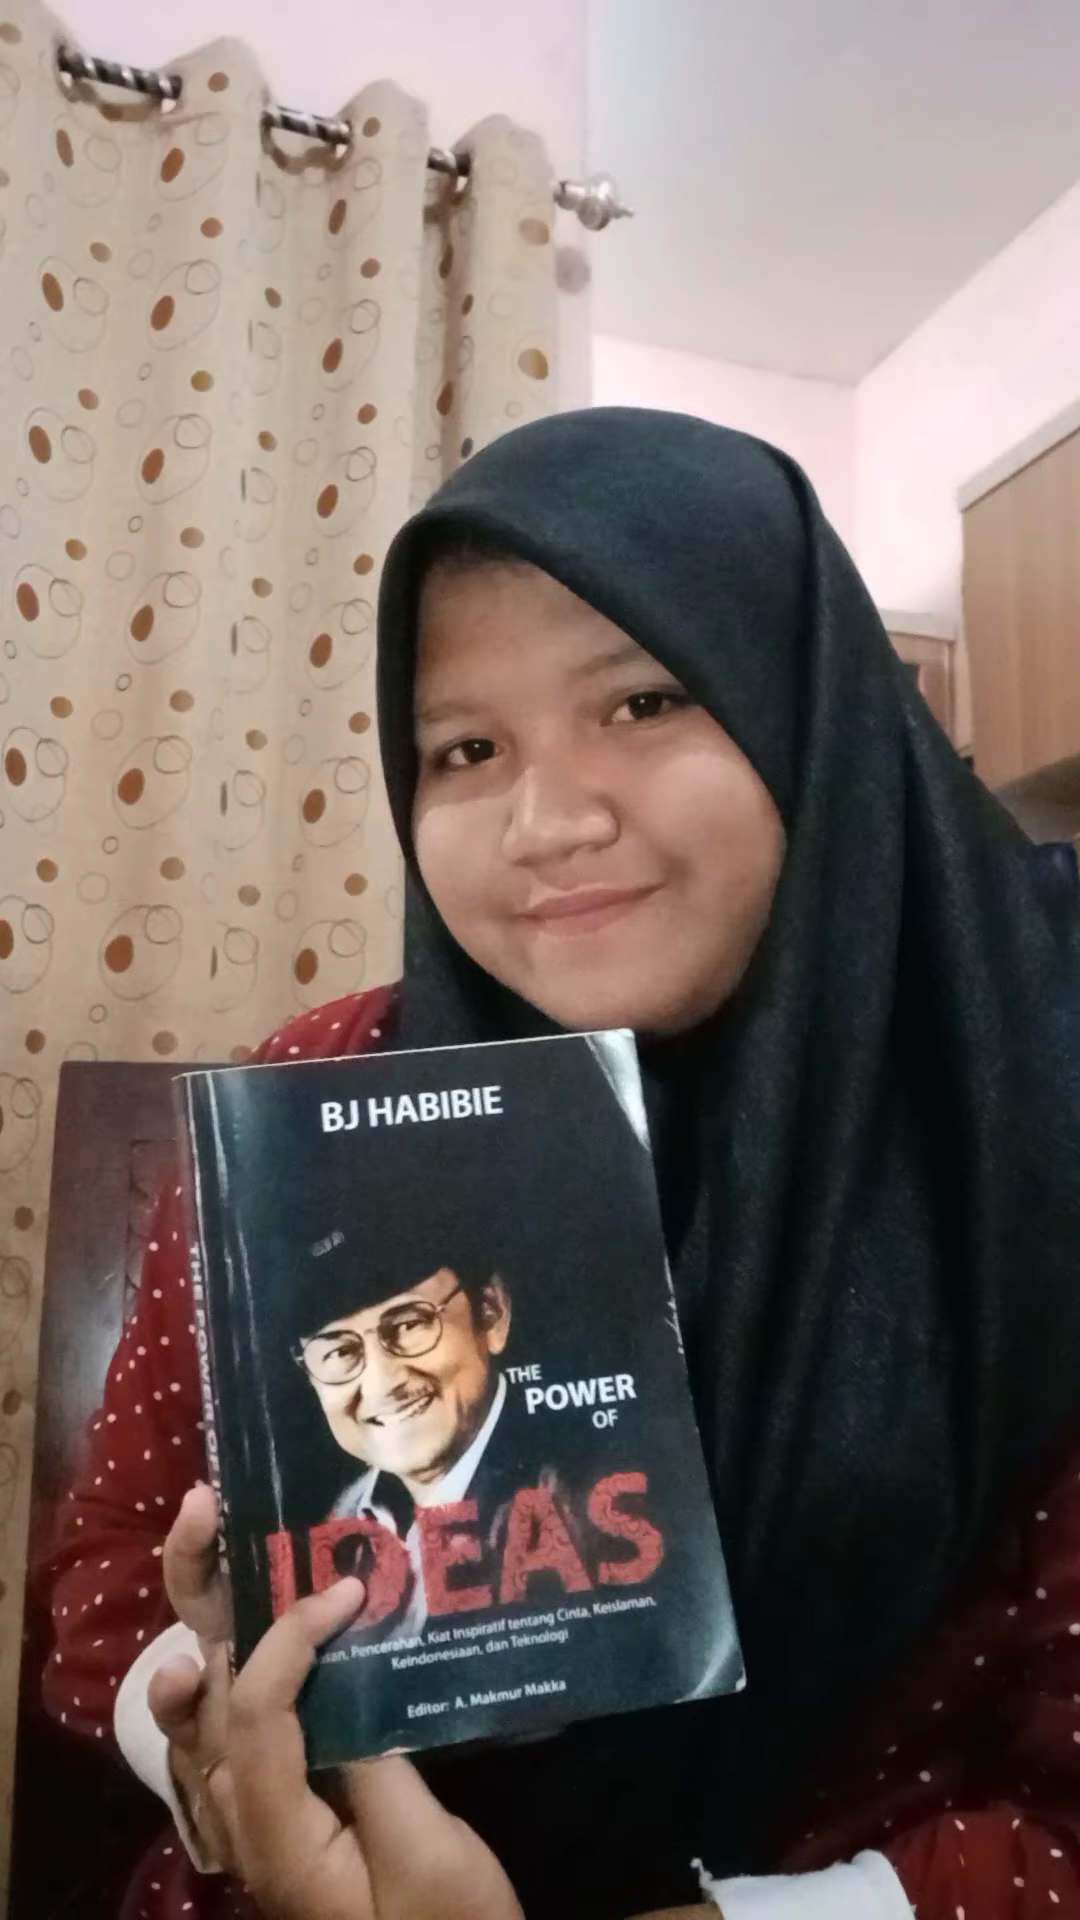 BJ HABIBIE
THE
POWER
OF
IDEAS
Pencerahan, Kiat Inspiratif tentang Cinta, Keislaman,
Keindonesiaan, dan Teknologi
Editor: A. Makmur Makka
THE POWER OF IDEAS